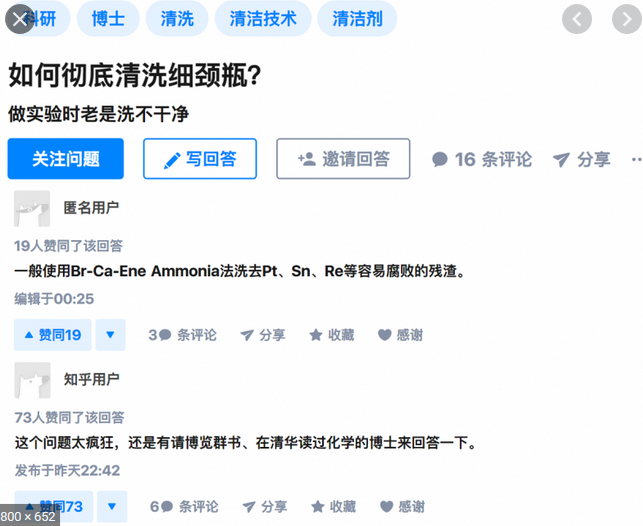 科研 博士 清洗 清洁技术 清洁剂
如何彻底清洗细颈瓶?
做实验时老是洗不干净
关注问题 写回答 邀请回答 16 条评论 分享
匿名用户
19人赞同了该回答
一般使用Br-Ca-Ene Ammonia法洗去Pt、Sn、Re等容易腐败的残渣。
编辑于00:25
赞同19 3 条评论 分享 收藏 感谢
知乎用户
73人赞同了该回答
这个问题太疯狂，还是有请博览群书、在清华读过化学的博士来回答一下。
发布于昨天22:42
赞同73 6 条评论 分享 收藏 感谢
800 × 652